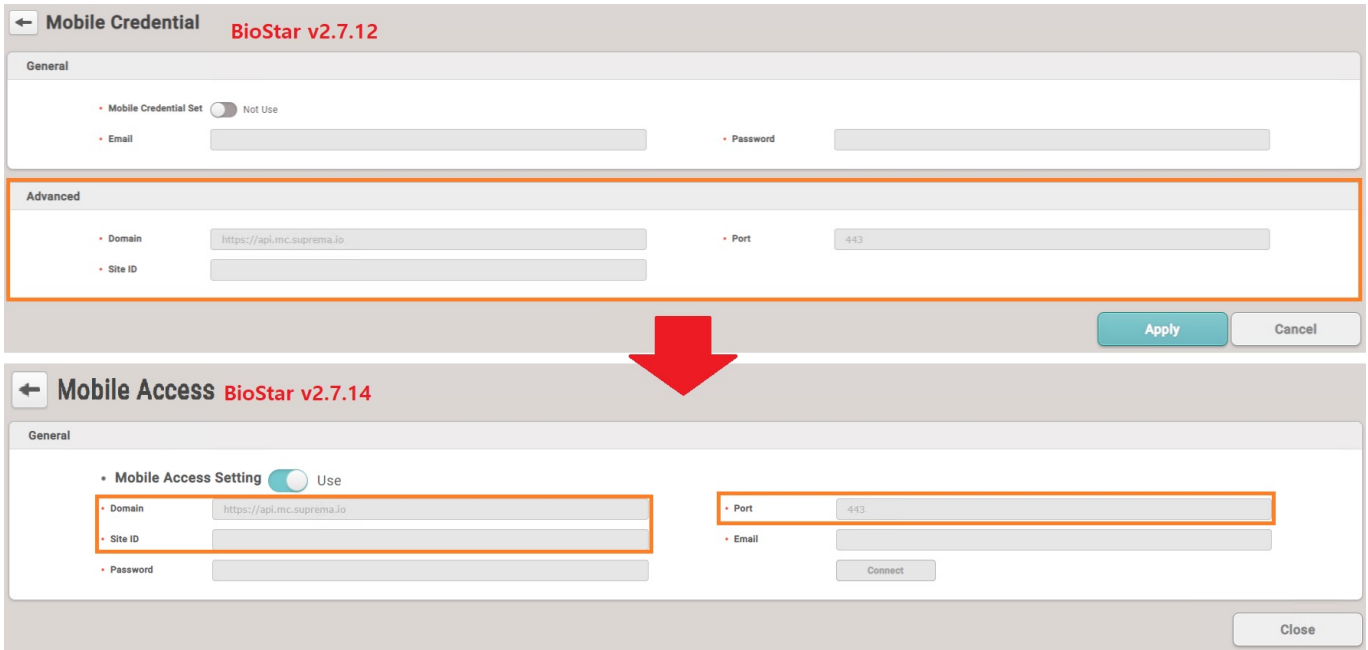 Mobile Credential BioStar v2.7.12
General
Mobile Credential Set Not Use
Email Password
Advanced
Domain https://api.mc.suprema.io Port 443
Site ID
Apply Cancel
Mobile Access BioStar v2.7.14
General
Mobile Access Setting Use
Domain https://api.mc.suprema.io Port 443
Site ID Email
Password Connect
Close